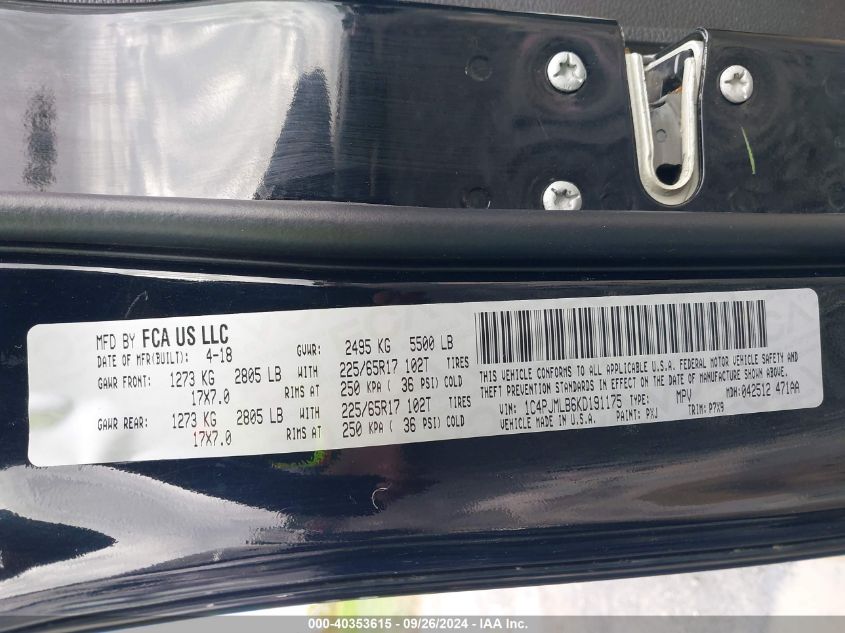 MFD BY FCA US LLC
DATE OF MFR(BUILT): 4-18 GVWR: 2495 KG 5500 LB
GAWR FRONT: 1273 KG 2805 LB WITH 225/65R17 102T TIRES
17X7.0 RIMS AT 250 KPA ( 36 PSI) COLD
GAWR REAR: 1273 KG 2805 LB WITH 225/65R17 102T TIRES
17X7.0 RIMS AT 250 KPA ( 36 PSI) COLD
THIS VEHICLE CONFORMS TO ALL APPLICABLE U.S.A. FEDERAL MOTOR VEHICLE SAFETY AND
THEFT PREVENTION STANDARDS IN EFFECT ON THE DATE OF MANUFACTURE SHOWN ABOVE.
VIN: 1C4PJMLB6KD191175 TYPE: MPV MDH: 042512 471AA
VEHICLE MADE IN U.S.A. PAINT: PXJ TRIM: P7X9
000-40353615 - 09/26/2024 - IAA Inc.